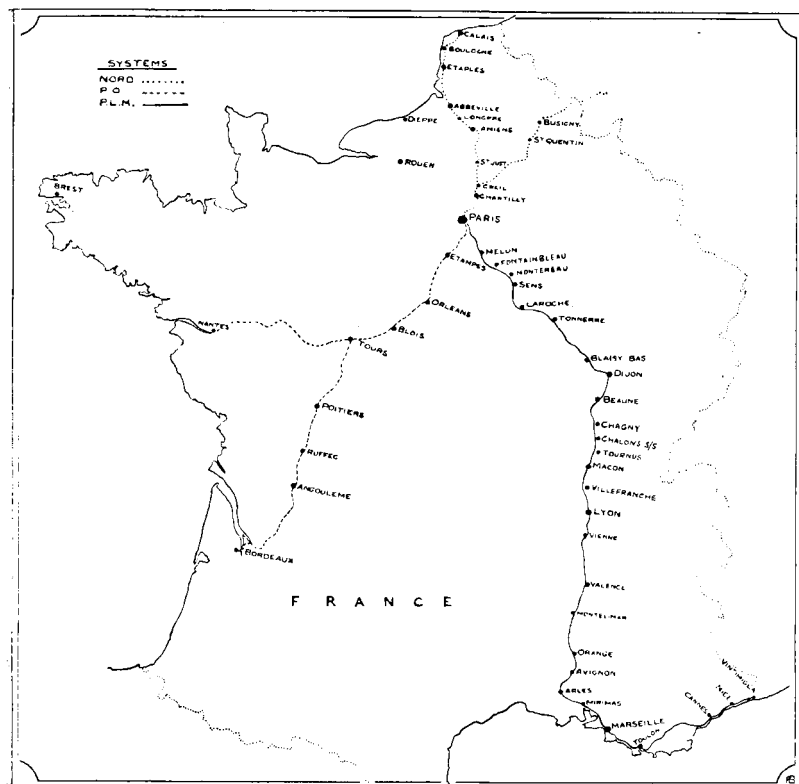 SYSTEMS
NORD
P.O
P.L.M.
CALAIS
BOULOGNE
ETAPLES
ABBEVILLE
LONGPRE
AMIENS
DIEPPE
BUSIGNY
ST QUENTIN
ROUEN
ST JUST
CREIL
CHANTILLY
BREST
PARIS
MELUN
ETAMPES
FONTAINBLEAU
MONTEREAU
SENS
ORLEANS
LAROCHE
TONNERRE
NANTES
BLOIS
TOURS
BLAISY BAS
DIJON
BEAUNE
POITIERS
CHAGNY
CHALONS S/S
RUFFEC
TOURNUS
MACON
ANGOULEME
VILLEFRANCHE
LYON
VIENNE
BORDEAUX
VALENCE
FRANCE
MONTELIMAR
ORANGE
AVIGNON
ARLES
MIRIMAS
MARSEILLE
TOULON
CANNES
NICE
VINTIMIGLIA